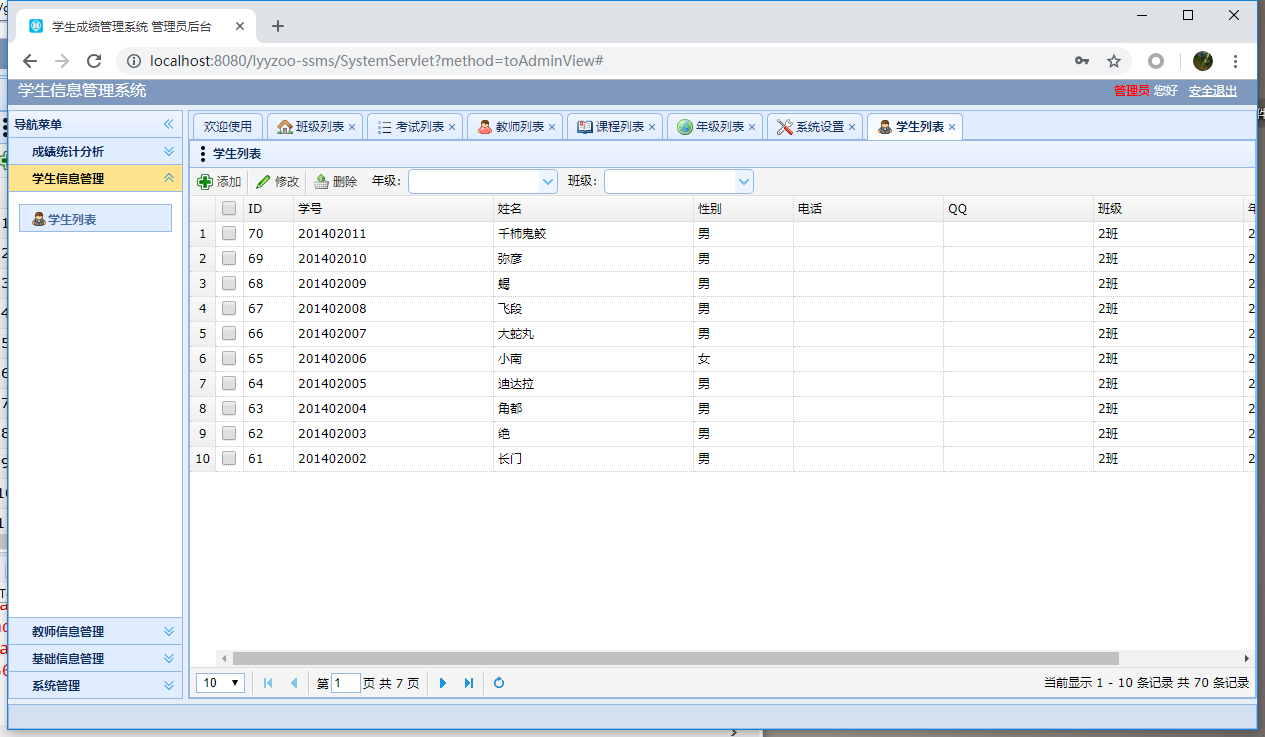 学生成绩管理系统 管理员后台
localhost:8080/lyyzoo-ssms/SystemServlet?method=toAdminView#
学生信息管理系统
管理员 您好 安全退出
导航菜单
成绩统计分析
学生信息管理
学生列表
教师信息管理
基础信息管理
系统管理
欢迎使用 班级列表 考试列表 教师列表 课程列表 年级列表 系统设置 学生列表
学生列表
添加 修改 删除 年级: 班级:
ID 学号 姓名 性别 电话 QQ 班级
1 70 201402011 千柿鬼鲛 男 2班 2
2 69 201402010 弥彦 男 2班 2
3 68 201402009 蝎 男 2班 2
4 67 201402008 飞段 男 2班 2
5 66 201402007 大蛇丸 男 2班 2
6 65 201402006 小南 女 2班 2
7 64 201402005 迪达拉 男 2班 2
8 63 201402004 角都 男 2班 2
9 62 201402003 绝 男 2班 2
10 61 201402002 长门 男 2班 2
10 第 1 页 共 7 页 当前显示 1 - 10 条记录 共 70 条记录